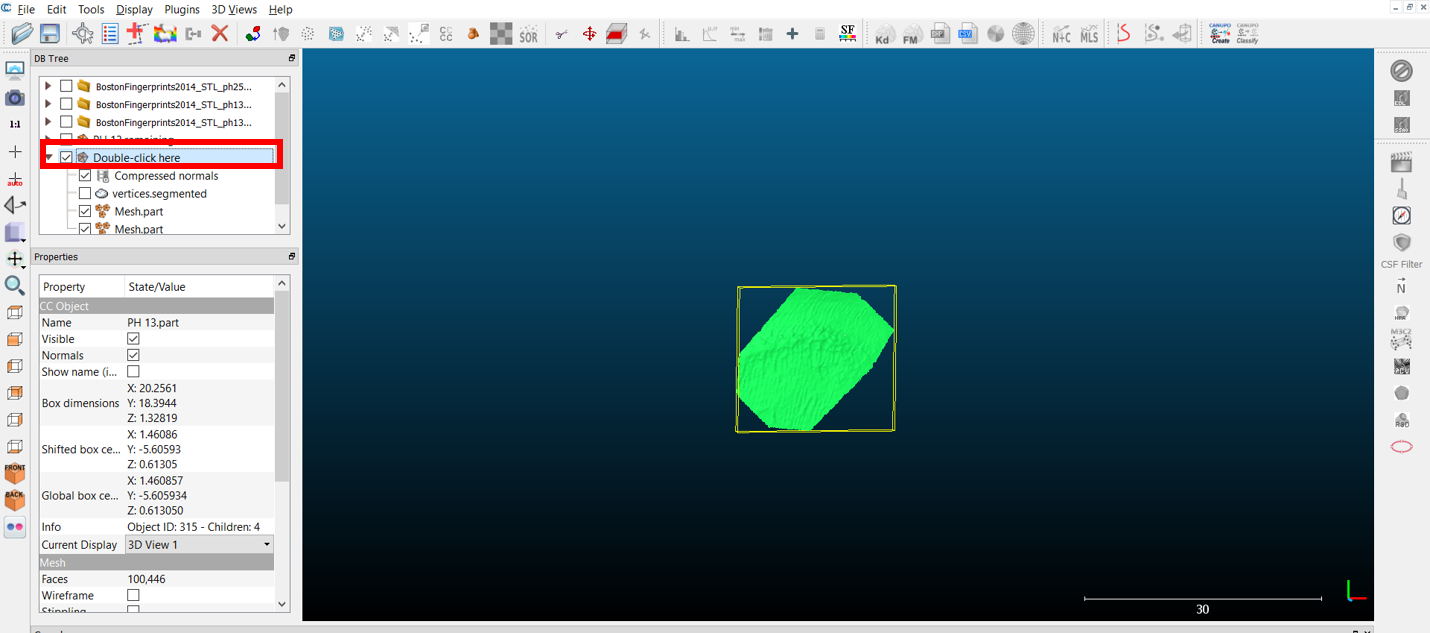 File Edit Tools Display Plugins 3D Views Help
SOR
SF
Kd
FM
CSV
N+C
MLS
CANUPO
Create
CANUPO
Classify
DB Tree
1:1
auto
FRONT
BACK
BostonFingerprints2014_STL_ph25...
BostonFingerprints2014_STL_ph13...
BostonFingerprints2014_STL_ph13...
PH 13.remaining
Double-click here
Compressed normals
vertices.segmented
Mesh.part
Mesh.part
Properties
Property State/Value
CC Object
Name PH 13.part
Visible
Normals
Show name (i...
Box dimensions X: 20.2561
Y: 18.3944
Z: 1.32819
Shifted box ce... X: 1.46086
Y: -5.60593
Z: 0.61305
Global box ce... X: 1.460857
Y: -5.605934
Z: 0.613050
Info Object ID: 315 - Children: 4
Current Display 3D View 1
Mesh
Faces 100,446
Wireframe
Stippling
30
CSF Filter
N
HPR
M3C2